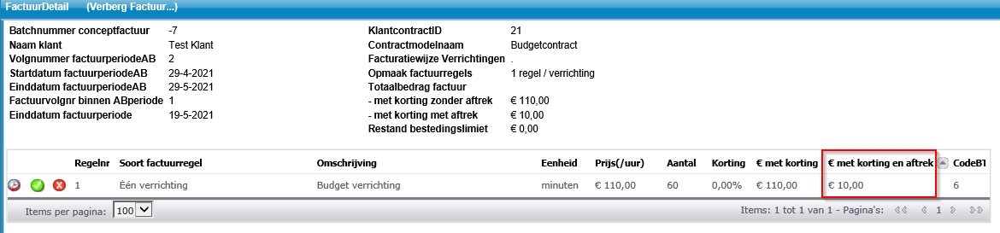 FactuurDetail (Verberg Factuur...)
Batchnummer conceptfactuur -7 KlantcontractID 21
Naam klant Test Klant Contractmodelnaam Budgetcontract
Volgnummer factuurperiodeAB 2 Facturatiewijze Verrichtingen .
Startdatum factuurperiodeAB 29-4-2021 Opmaak factuurregels 1 regel / verrichting
Einddatum factuurperiodeAB 29-5-2021 Totaalbedrag factuur
Factuurvolgnr binnen ABperiode 1 - met korting zonder aftrek € 110,00
Einddatum factuurperiode 19-5-2021 - met korting met aftrek € 10,00
Restand bestedingslimiet € 0,00
Regelnr Soort factuurregel Omschrijving Eenheid Prijs(/uur) Aantal Korting € met korting € met korting en aftrek CodeBT
1 Één verrichting Budget verrichting minuten € 110,00 60 0,00% € 110,00 € 10,00 6
Items per pagina: 100 Items: 1 tot 1 van 1 - Pagina's: 1